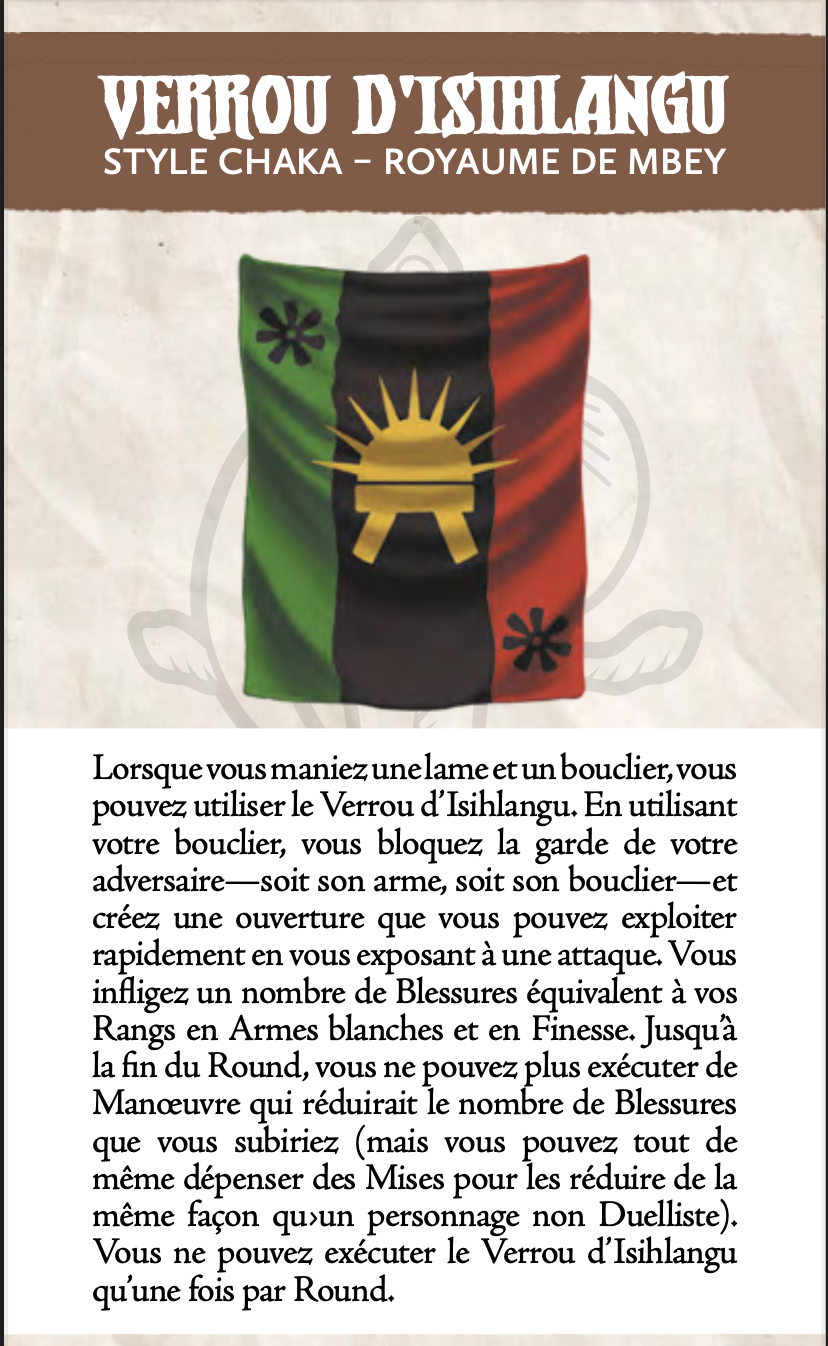 VERROU D'ISIHLANGU
STYLE CHAKA – ROYAUME DE MBEY
Lorsque vous maniez une lame et un bouclier, vous
pouvez utiliser le Verrou d'Isihlangu. En utilisant
votre bouclier, vous bloquez la garde de votre
adversaire—soit son arme, soit son bouclier—et
créez une ouverture que vous pouvez exploiter
rapidement en vous exposant à une attaque. Vous
infligez un nombre de Blessures équivalent à vos
Rangs en Armes blanches et en Finesse. Jusqu'à
la fin du Round, vous ne pouvez plus exécuter de
Manœuvre qui réduirait le nombre de Blessures
que vous subiriez (mais vous pouvez tout de
même dépenser des Mises pour les réduire de la
même façon qu›un personnage non Duelliste).
Vous ne pouvez exécuter le Verrou d'Isihlangu
qu'une fois par Round.